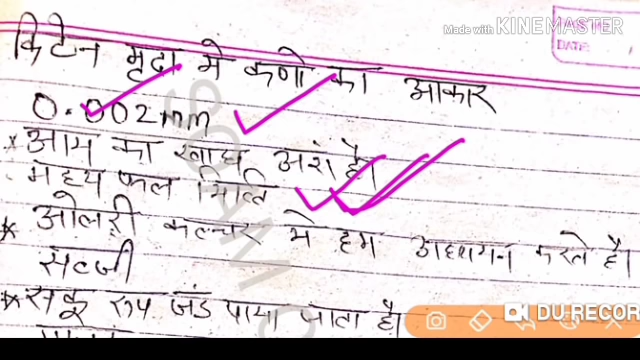 Made with KINEMASTER
DATE:
मृदा में कणो का आकार
0.002mm
* आम का खाद्य अंश है।
मध्य फल भित्ति
* ओलरी कल्चर में हम अध्ययन करते है।
सब्जी
* रूप जंड पाया जाता है।
DU RECOR